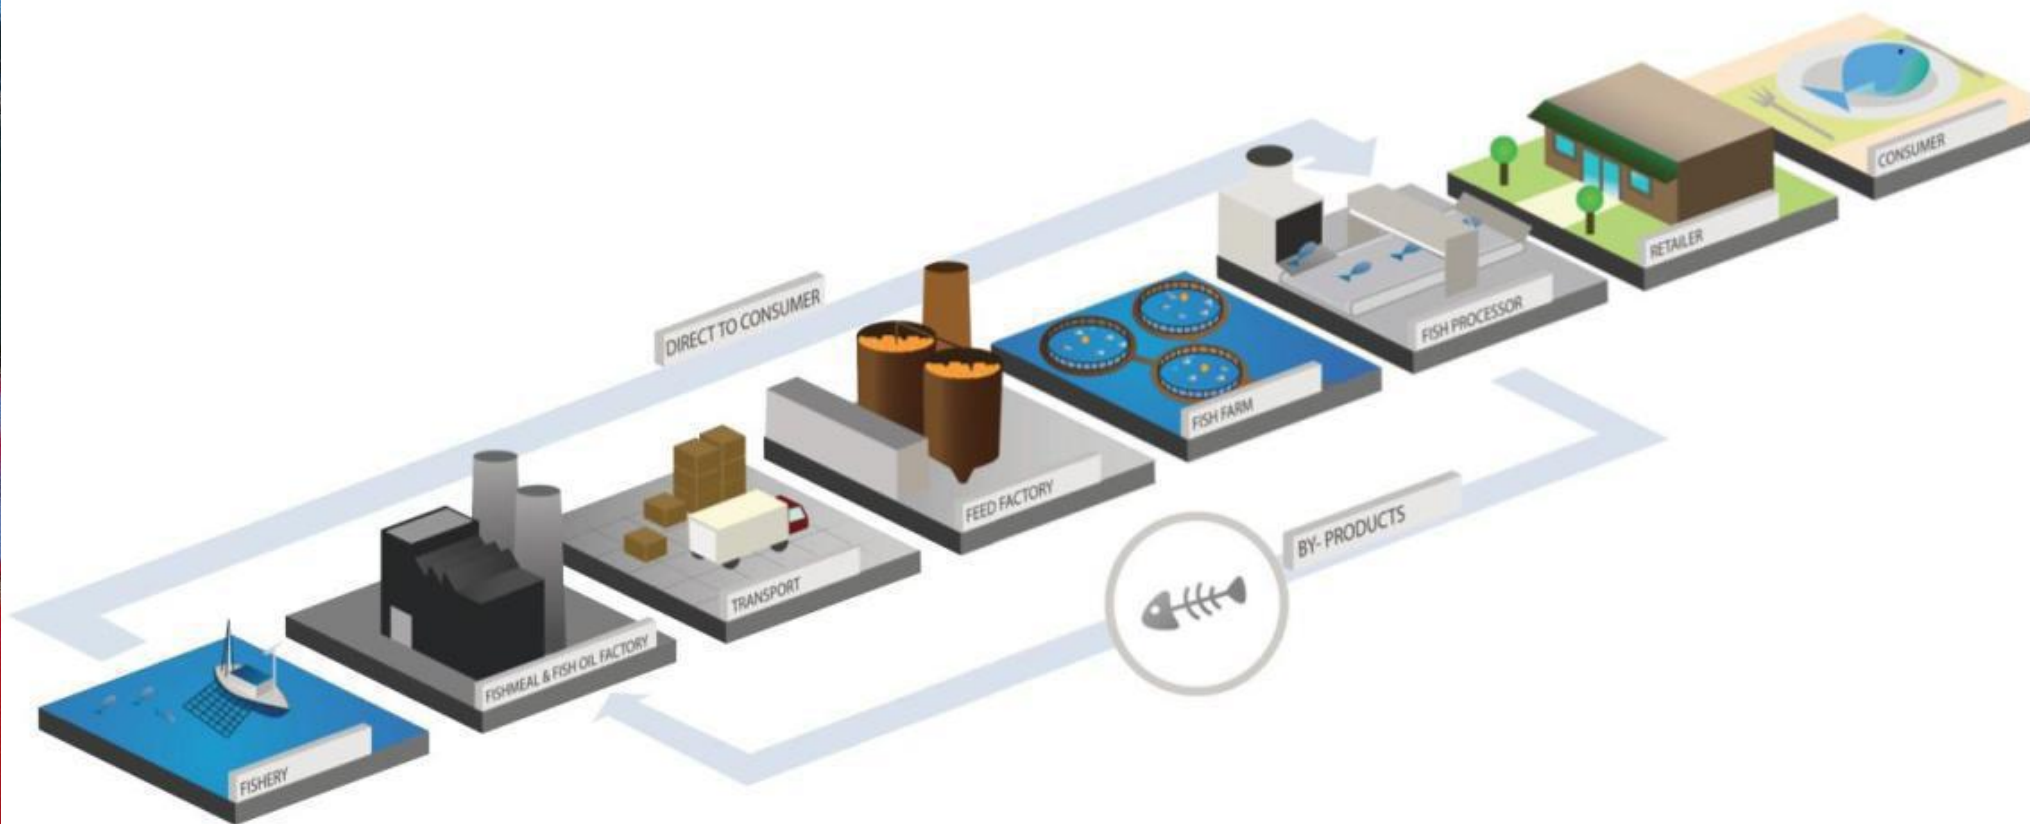 CONSUMER
RETAILER
FISH PROCESSOR
DIRECT TO CONSUMER
FISH FARM
FEED FACTORY
BY- PRODUCTS
TRANSPORT
FISHMEAL & FISH OIL FACTORY
FISHERY